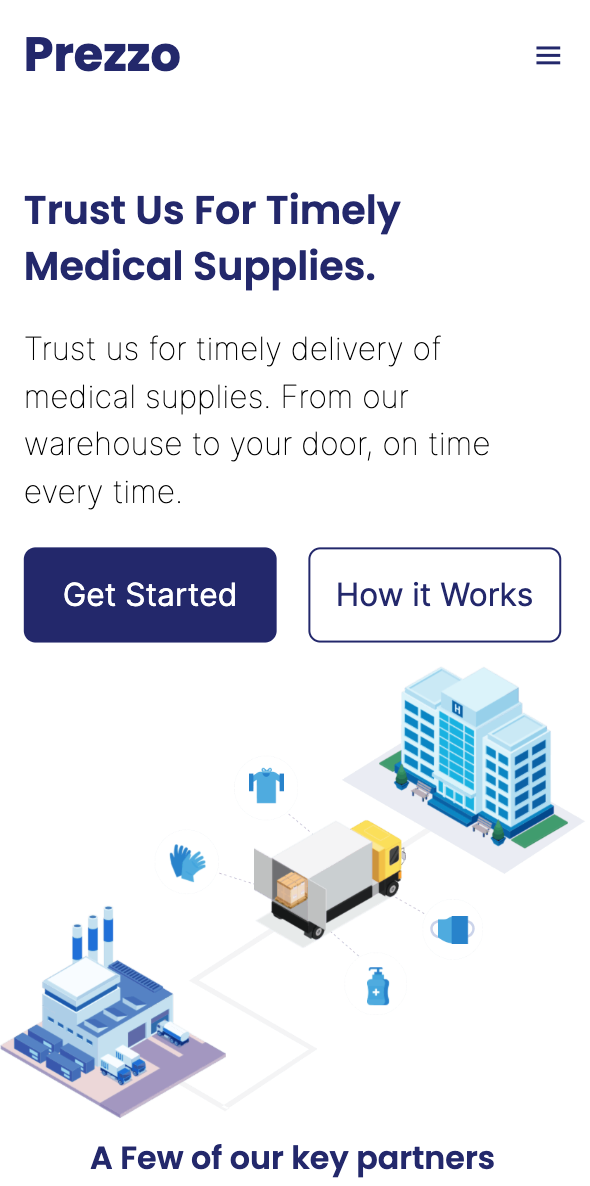 Prezzo
Trust Us For Timely
Medical Supplies.
Trust us for timely delivery of
medical supplies. From our
warehouse to your door, on time
every time.
Get Started
How it Works
H
A Few of our key partners